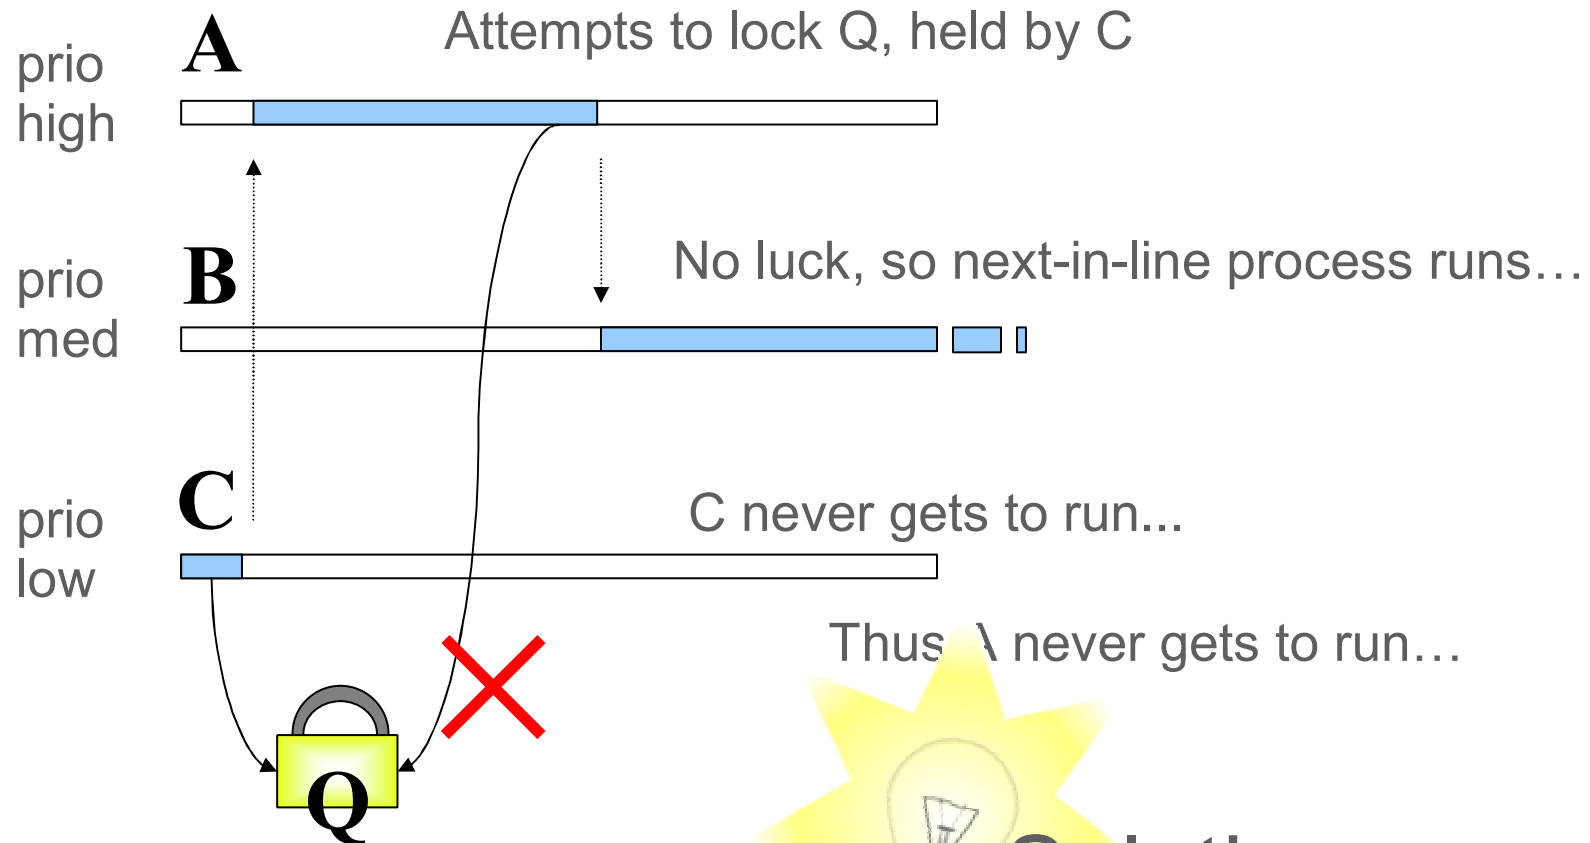 A
Attempts to lock Q, held by C
prio
high
B
No luck, so next-in-line process runs…
prio
med
C
C never gets to run...
prio
low
Thus A never gets to run…
Q